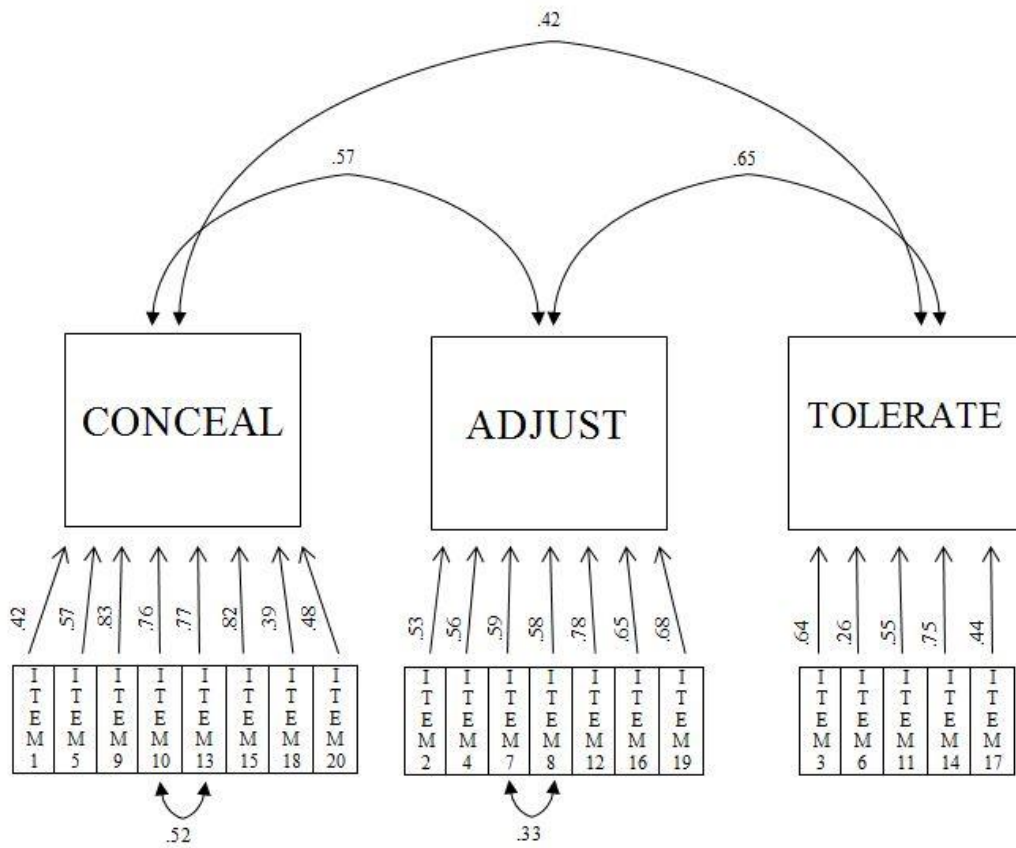 .42
.57 .65
CONCEAL ADJUST TOLERATE
.42 .57 .83 .76 .77 .82 .39 .48 .53 .56 .59 .58 .78 .65 .68 .64 .26 .55 .75 .44
ITEM 1
ITEM 5
ITEM 9
ITEM 10
ITEM 13
ITEM 15
ITEM 18
ITEM 20
ITEM 2
ITEM 4
ITEM 7
ITEM 8
ITEM 12
ITEM 16
ITEM 19
ITEM 3
ITEM 6
ITEM 11
ITEM 14
ITEM 17
.52 .33